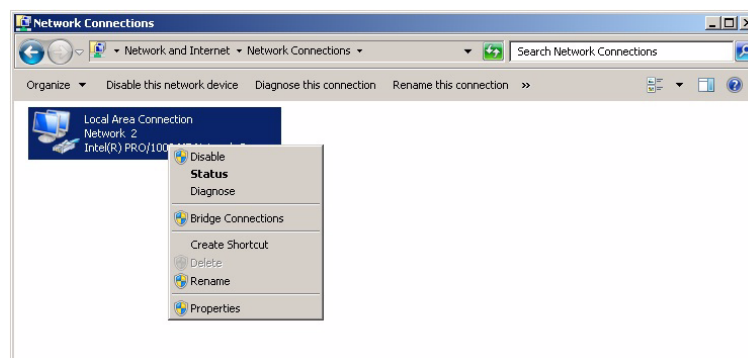 Network Connections
Network and Internet Network Connections Search Network Connections
Organize Disable this network device Diagnose this connection Rename this connection »
Local Area Connection
Network 2
Intel(R) PRO/100
Disable
Status
Diagnose
Bridge Connections
Create Shortcut
Delete
Rename
Properties